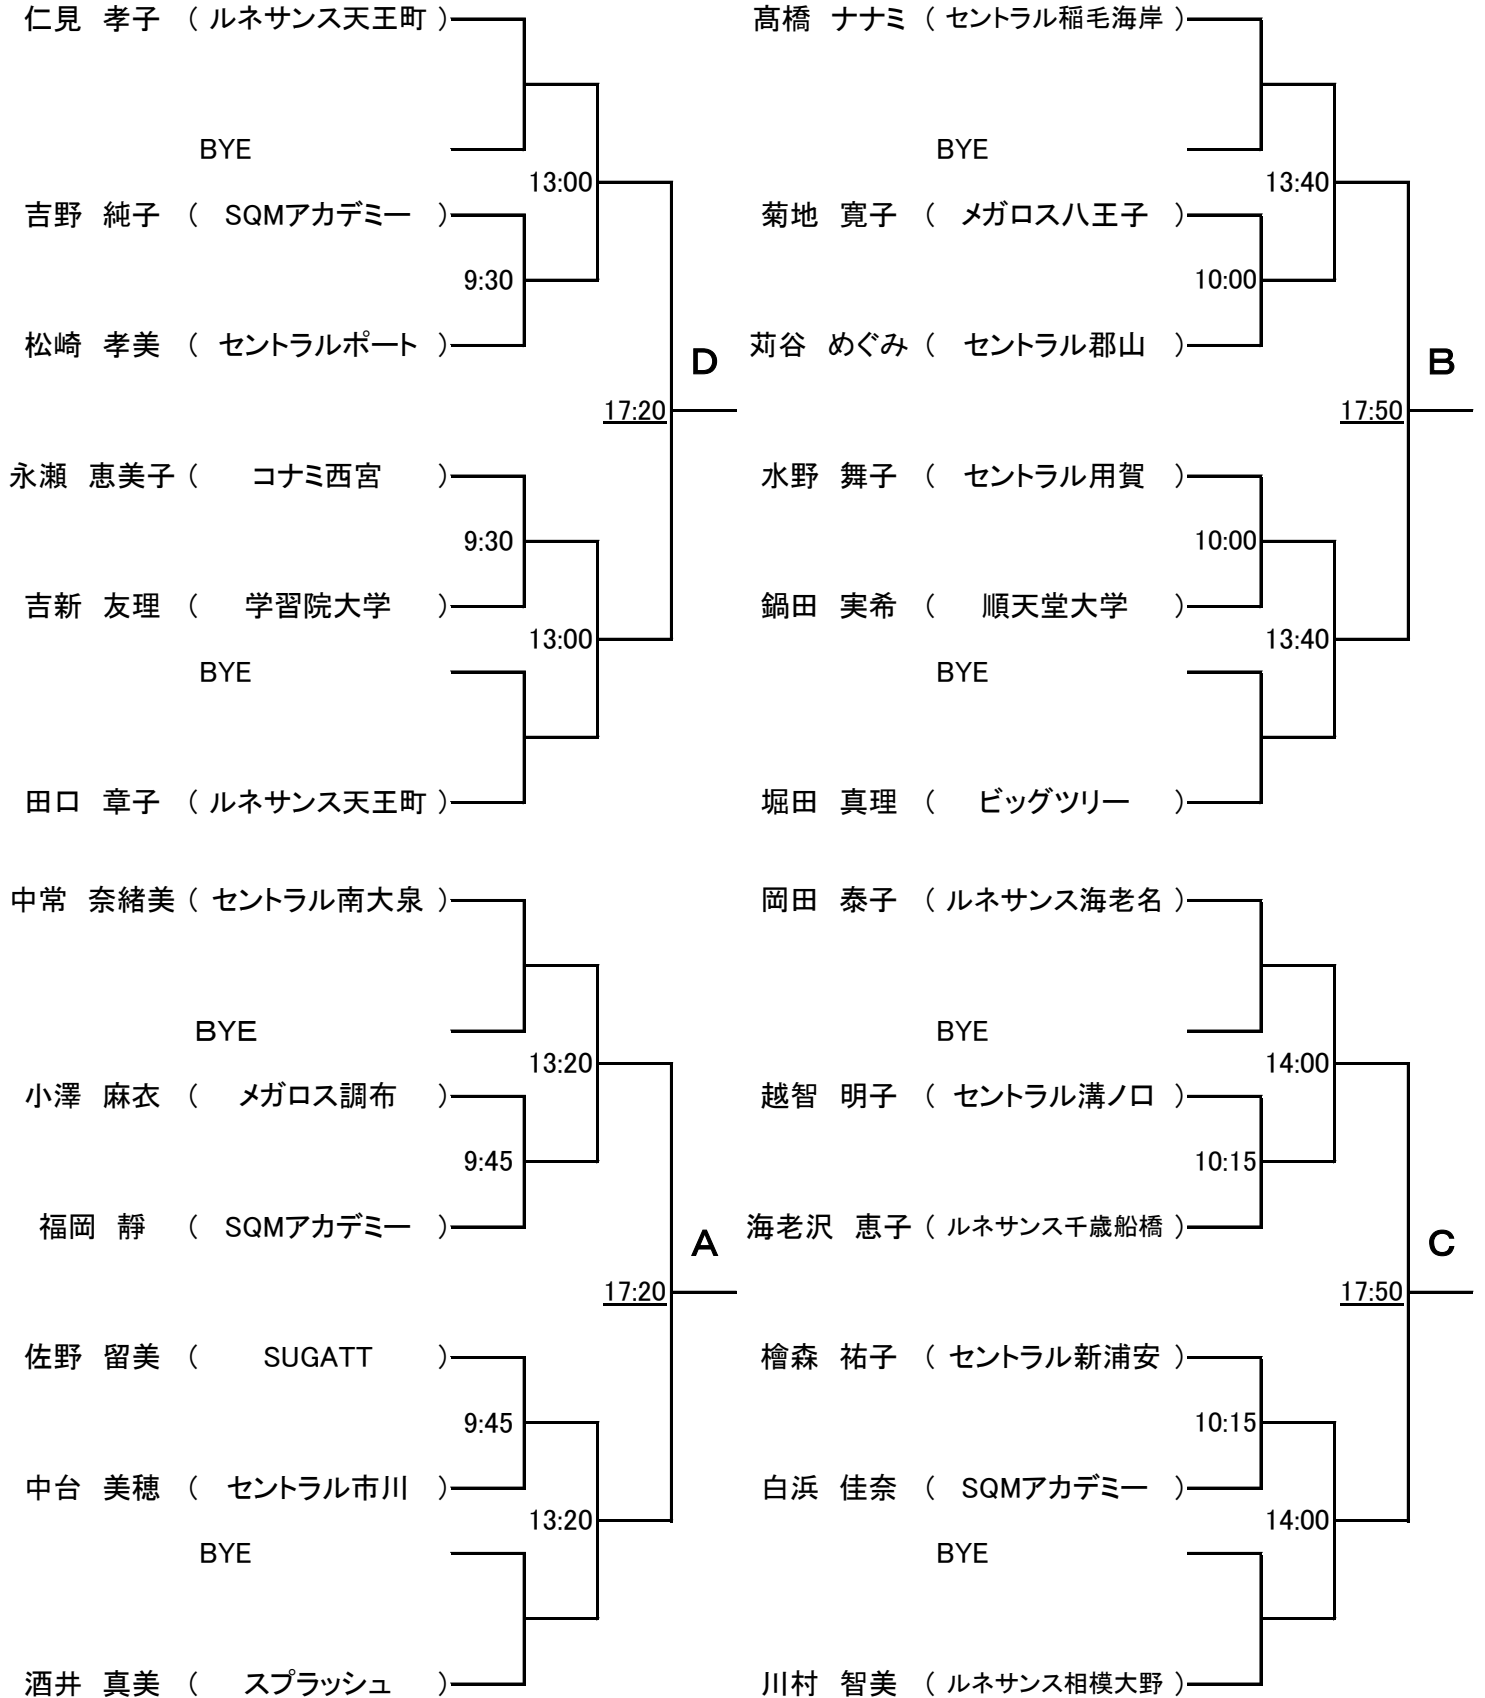 仁見 孝子 ( ルネサンス天王町 )
BYE
13:00
吉野 純子 ( SQMアカデミー )
9:30
松崎 孝美 ( セントラルポート )
D
17:20
永瀬 恵美子 ( コナミ西宮 )
9:30
吉新 友理 ( 学習院大学 )
13:00
BYE
田口 章子 ( ルネサンス天王町 )
中常 奈緒美 ( セントラル南大泉 )
BYE
13:20
小澤 麻衣 ( メガロス調布 )
9:45
福岡 靜 ( SQMアカデミー )
A
17:20
佐野 留美 ( SUGATT )
9:45
中台 美穂 ( セントラル市川 )
13:20
BYE
酒井 真美 ( スプラッシュ )
髙橋 ナナミ ( セントラル稲毛海岸 )
BYE
13:40
菊地 寛子 ( メガロス八王子 )
10:00
苅谷 めぐみ ( セントラル郡山 )
B
17:50
水野 舞子 ( セントラル用賀 )
10:00
鍋田 実希 ( 順天堂大学 )
13:40
BYE
堀田 真理 ( ビッグツリー )
岡田 泰子 ( ルネサンス海老名 )
BYE
14:00
越智 明子 ( セントラル溝ノ口 )
10:15
海老沢 恵子 ( ルネサンス千歳船橋 )
C
17:50
檜森 祐子 ( セントラル新浦安 )
10:15
白浜 佳奈 ( SQMアカデミー )
14:00
BYE
川村 智美 ( ルネサンス相模大野 )